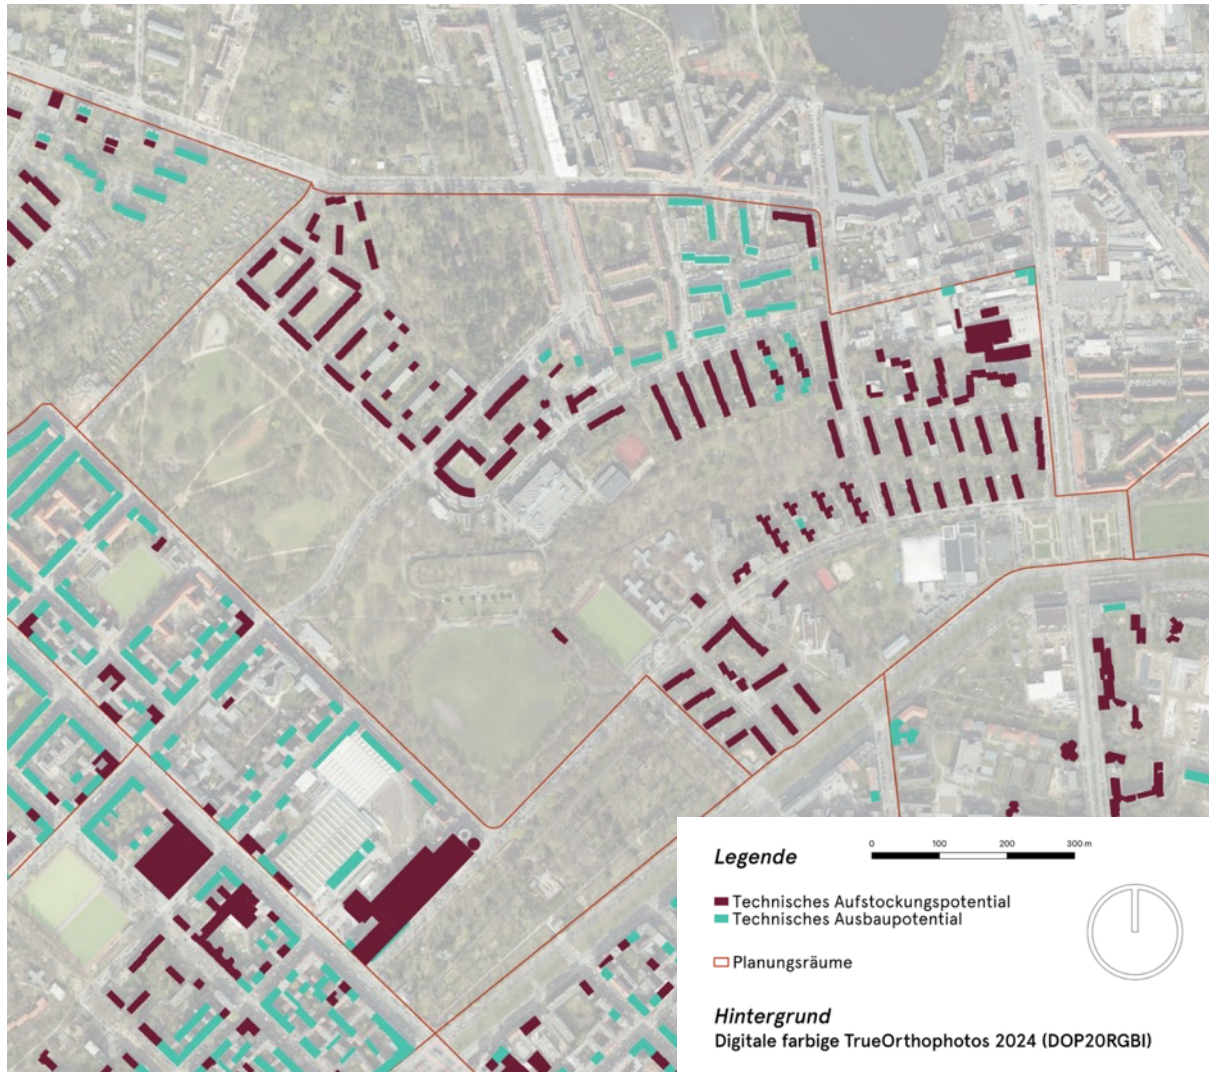 Legende
0 100 200 300 m
Technisches Aufstockungspotential
Technisches Ausbaupotential
Planungsräume
Hintergrund
Digitale farbige TrueOrthophotos 2024 (DOP20RGBI)